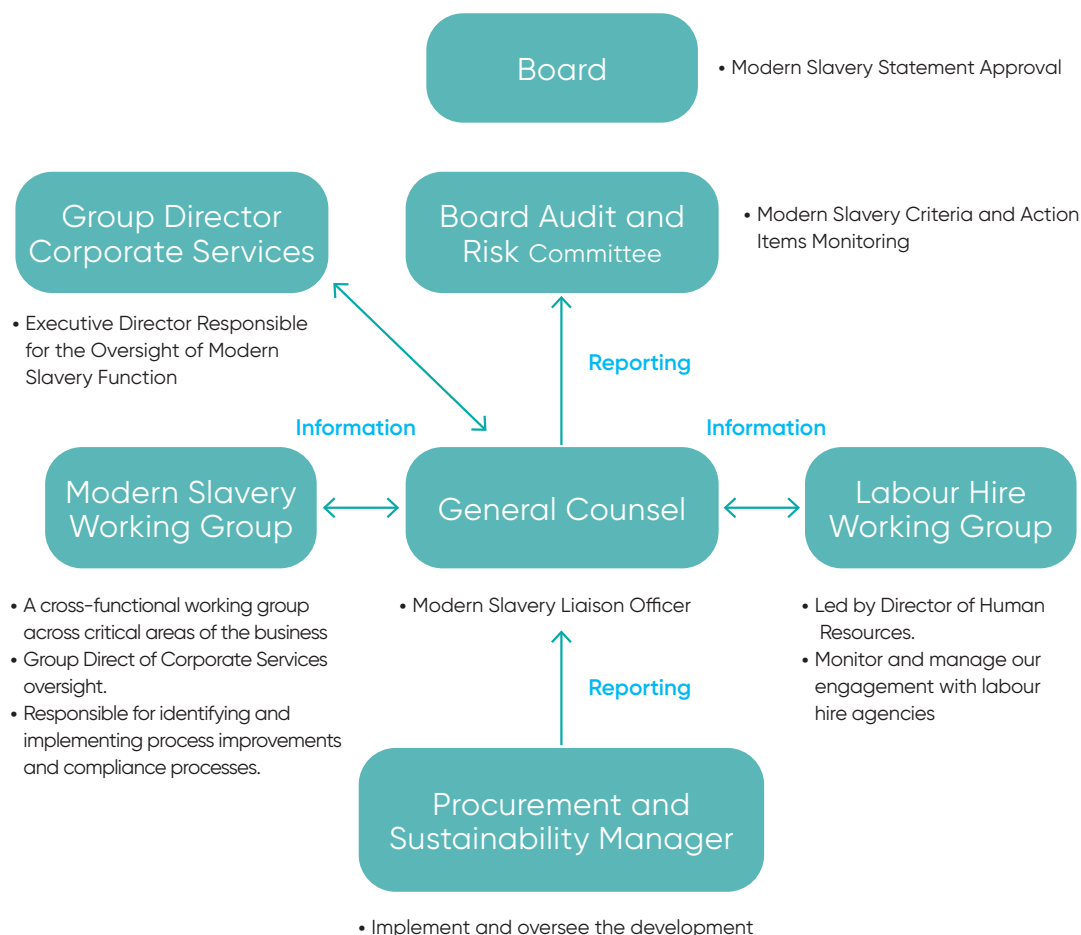 Board
• Modern Slavery Statement Approval
Group Director
Corporate Services
• Executive Director Responsible
for the Oversight of Modern
Slavery Function
Board Audit and
Risk Committee
• Modern Slavery Criteria and Action
Items Monitoring
Reporting
Information
Information
Modern Slavery
Working Group
• A cross-functional working group
across critical areas of the business
• Group Direct of Corporate Services
oversight.
• Responsible for identifying and
implementing process improvements
and compliance processes.
General Counsel
• Modern Slavery Liaison Officer
Labour Hire
Working Group
• Led by Director of Human
Resources.
• Monitor and manage our
engagement with labour
hire agencies
Reporting
Procurement and
Sustainability Manager
• Implement and oversee the development